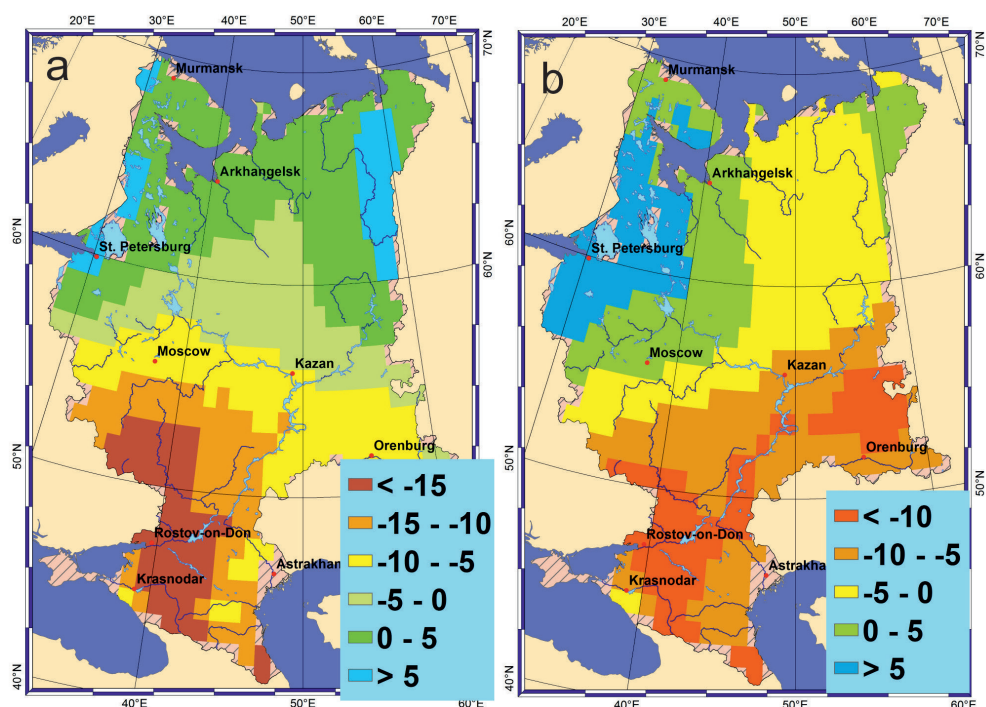 20°E 30°E 40°E 50°E 60°E 70°E
20°E 30°E 40°E 50°E 60°E 70°E
a
b
70°N
70°N
Murmansk
Murmansk
Arkhangelsk
Arkhangelsk
60°N
60°N
60°N
60°N
St. Petersburg
St. Petersburg
Moscow
Moscow
Kazan
Kazan
50°N
50°N
50°N
50°N
Orenburg
Orenburg
Rostov-on-Don
Rostov-on-Don
Astrakha
Astrakha
Krasnodar
Krasnodar
< -15
-15 - -10
-10 - -5
-5 - 0
0 - 5
> 5
< -10
-10 - -5
-5 - 0
0 - 5
> 5
40°N
40°N
40°E 50°E 60°E
40°E 50°E 60°E